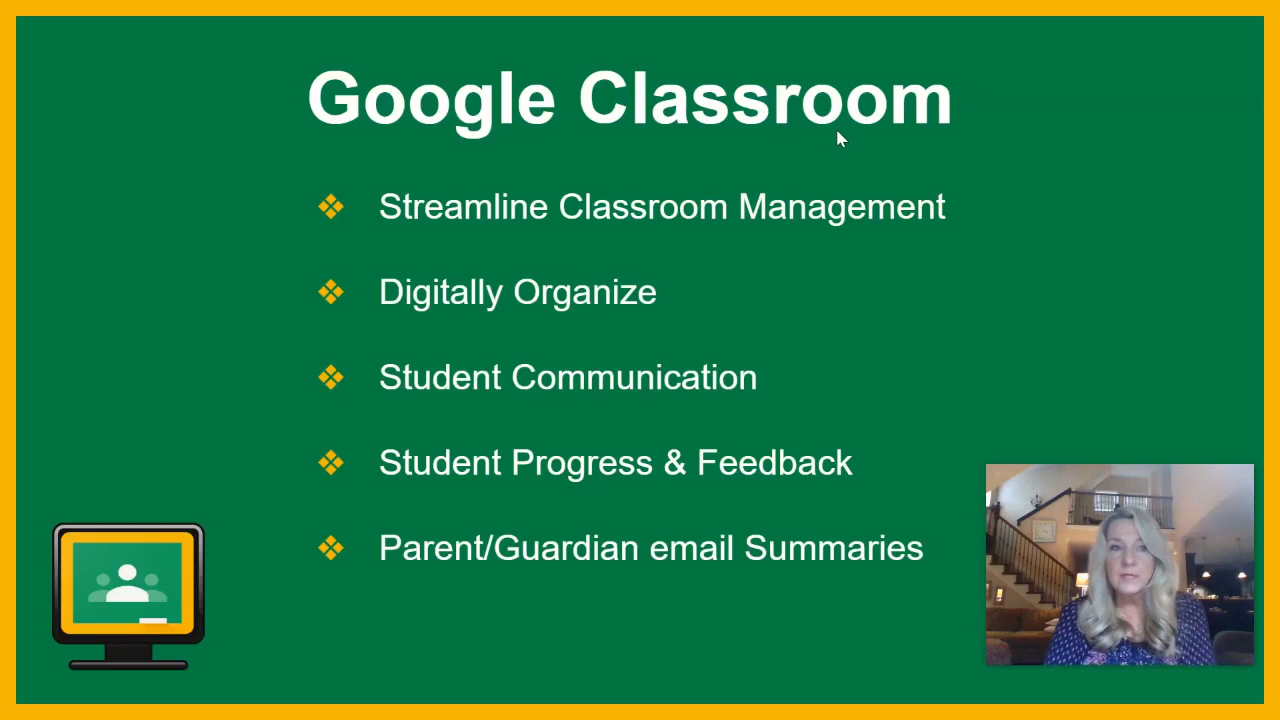 Google Classroom
❖ Streamline Classroom Management
❖ Digitally Organize
❖ Student Communication
❖ Student Progress & Feedback
❖ Parent/Guardian email Summaries